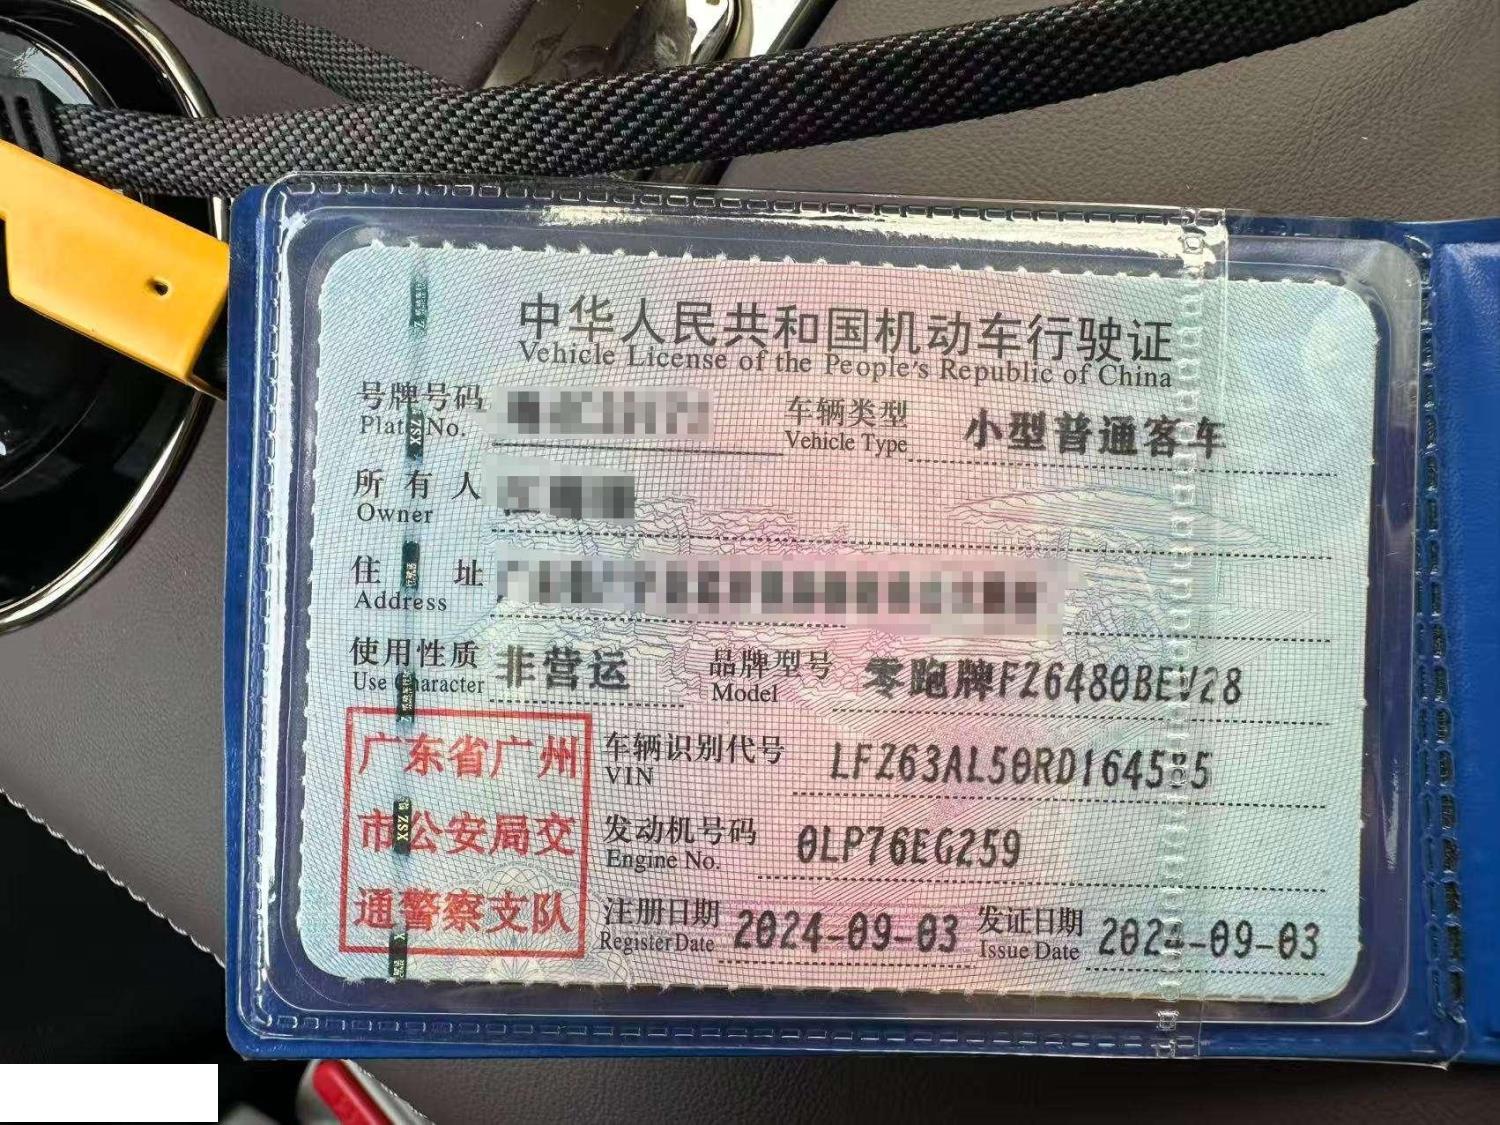 中华人民共和国机动车行驶证
Vehicle License of the People's Republic of China
号牌号码
Plate No.
车辆类型 小型普通客车
Vehicle Type
所有人
Owner
住址
Address
使用性质 非营运 品牌型号 零跑牌FZ6480BEV28
Use Character Model
广东省广州
市公安局交
通警察支队
车辆识别代号
VIN
发动机号码 0LP76EG259
Engine No.
注册日期 2024-09-03 发证日期
Register Date Issue Date